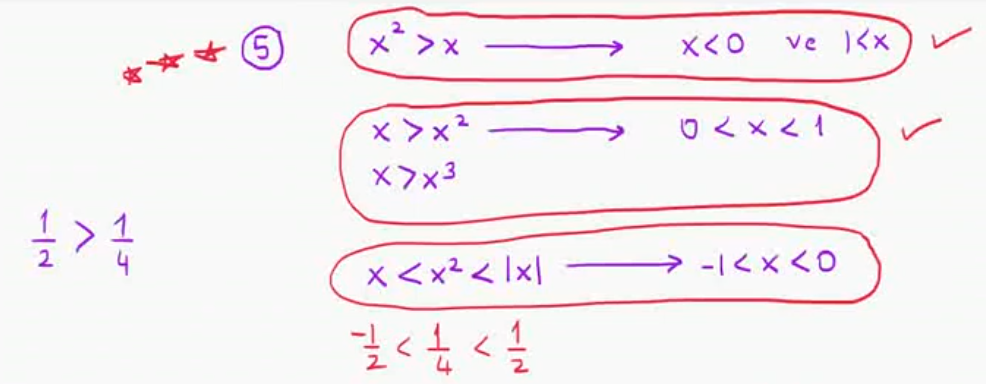 ⑤ x² > x ⟶ x < 0 ve 1 < x
x > x² ⟶ 0 < x < 1
x > x³
1/2 > 1/4
x < x² < |x| ⟶ -1 < x < 0
-1/2 < 1/4 < 1/2